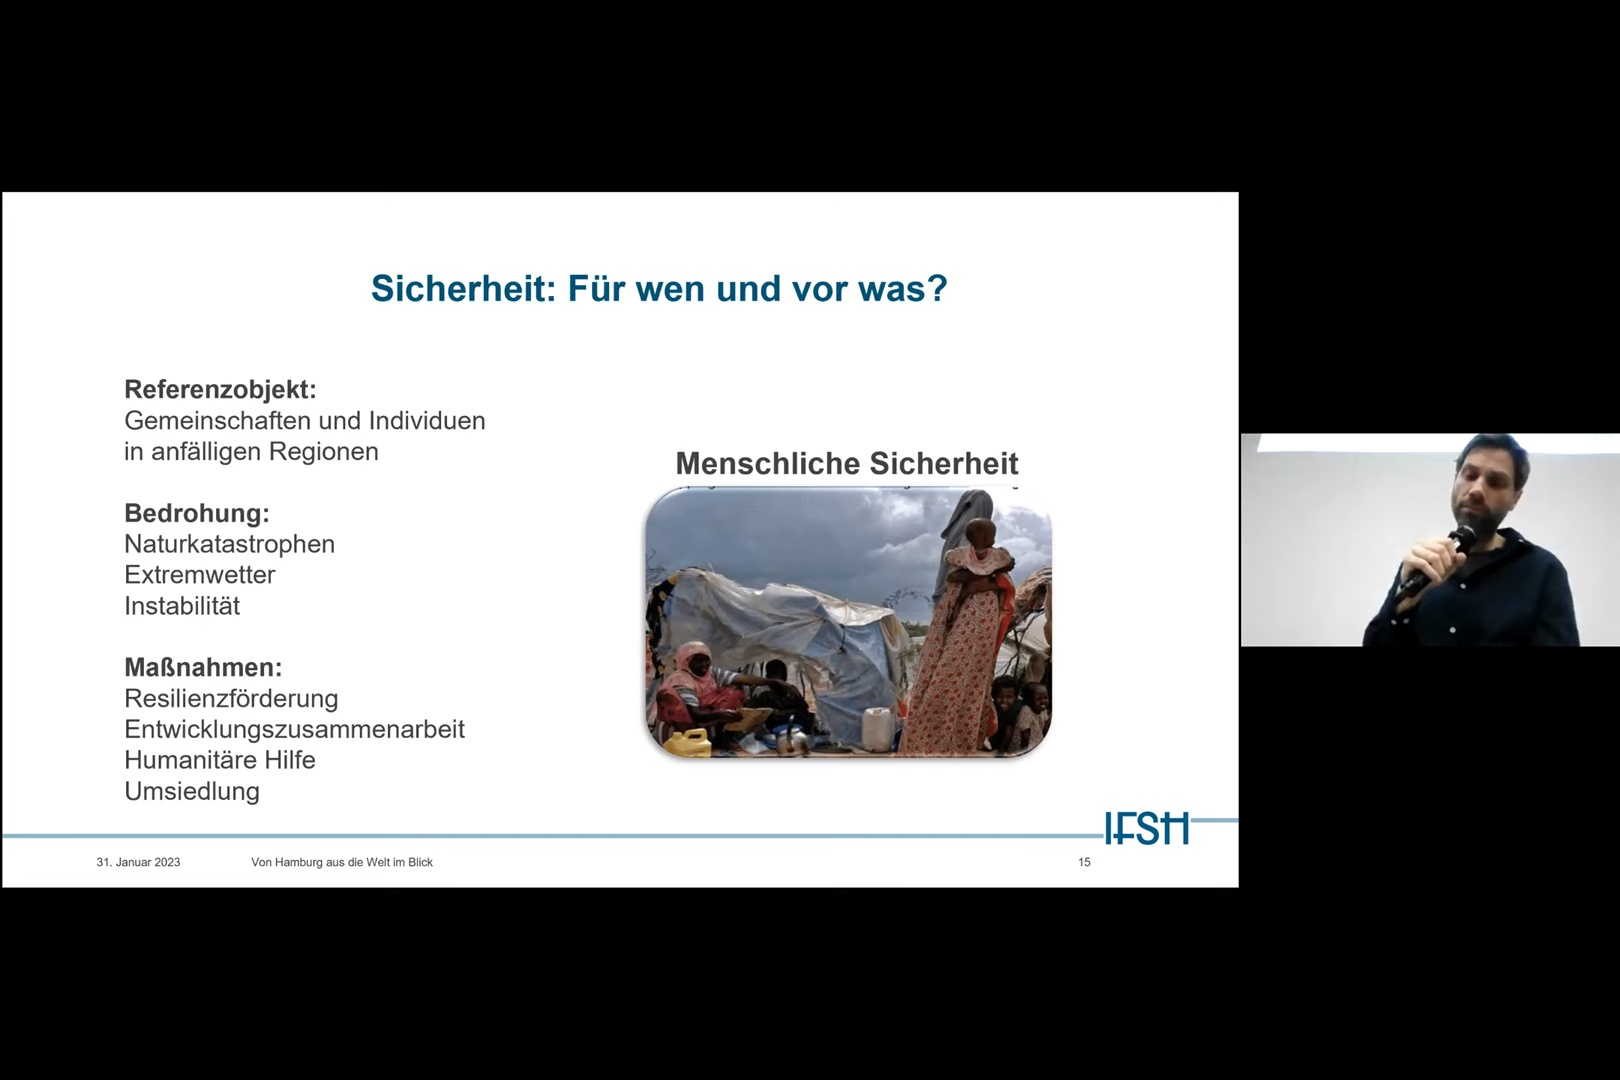 Sicherheit: Für wen und vor was?
Referenzobjekt:
Gemeinschaften und Individuen
in anfälligen Regionen
Bedrohung:
Naturkatastrophen
Extremwetter
Instabilität
Maßnahmen:
Resilienzförderung
Entwicklungszusammenarbeit
Humanitäre Hilfe
Umsiedlung
Menschliche Sicherheit
IFSH
31. Januar 2023
Von Hamburg aus die Welt im Blick
15